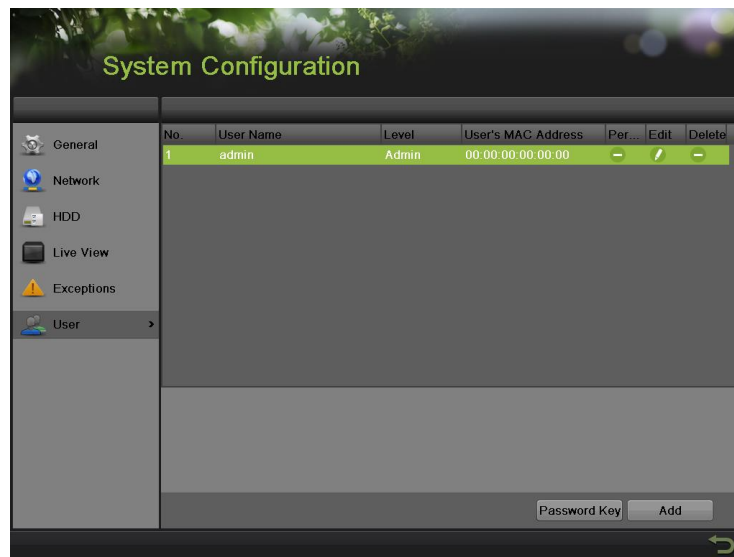 System Configuration
General
Network
HDD
Live View
Exceptions
User
No. User Name Level User's MAC Address Per... Edit Delete
1 admin Admin 00:00:00:00:00:00
Password Key Add